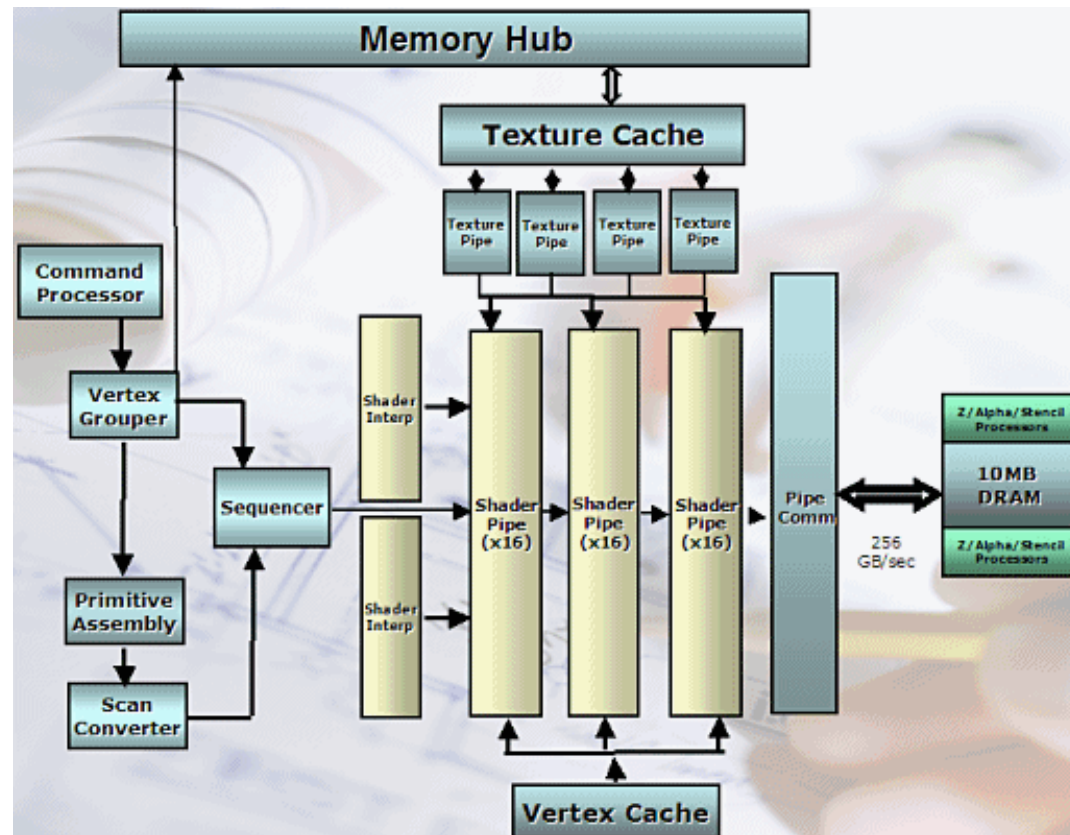 Memory Hub
Texture Cache
Texture
Pipe
Texture
Pipe
Texture
Pipe
Texture
Pipe
Command
Processor
Vertex
Grouper
Sequencer
Primitive
Assembly
Scan
Converter
Shader
Interp
Shader
Interp
Shader
Pipe
(x16)
Shader
Pipe
(x16)
Shader
Pipe
(x16)
Pipe
Comm
256
GB/sec
Z/Alpha/Stencil
Processors
10MB
DRAM
Z/Alpha/Stencil
Processors
Vertex Cache